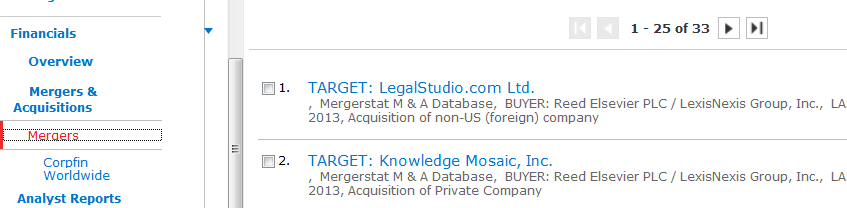 Financials
Overview
Mergers &
Acquisitions
Mergers
Corpfin
Worldwide
Analyst Reports
1 - 25 of 33
1. TARGET: LegalStudio.com Ltd.
, Mergerstat M & A Database, BUYER: Reed Elsevier PLC / LexisNexis Group, Inc., LA
2013, Acquisition of non-US (foreign) company
2. TARGET: Knowledge Mosaic, Inc.
, Mergerstat M & A Database, BUYER: Reed Elsevier PLC / LexisNexis Group, Inc., LA
2013, Acquisition of Private Company